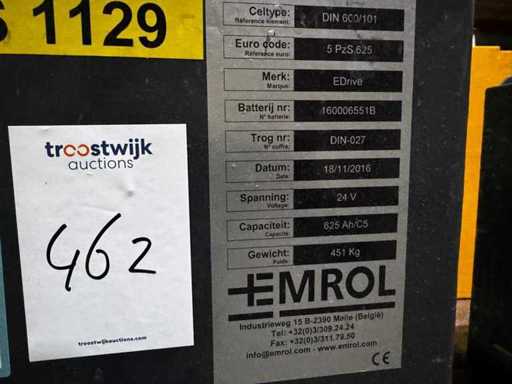 1129
troostwijk
auctions
462
troostwijkauctions.com
Celtype: DIN 600/101
Reference element:
Euro code: 5 PzS 625
Reference euro:
Merk: EDrive
Marque:
Batterij nr: 160006551B
N° batterie:
Trog nr: DIN-027
N° coffre:
Datum: 18/11/2016
Date:
Spanning: 24 V
Voltage:
Capaciteit: 625 Ah/C5
Capacite:
Gewicht: 451 Kg
Poids:
EMROL
Industrieweg 15 B-2390 Malle (België)
Tel: +32(0)3/309.24.24
Fax: +32(0)3/311.79.50
info@emrol.com - www.emrol.com
CE